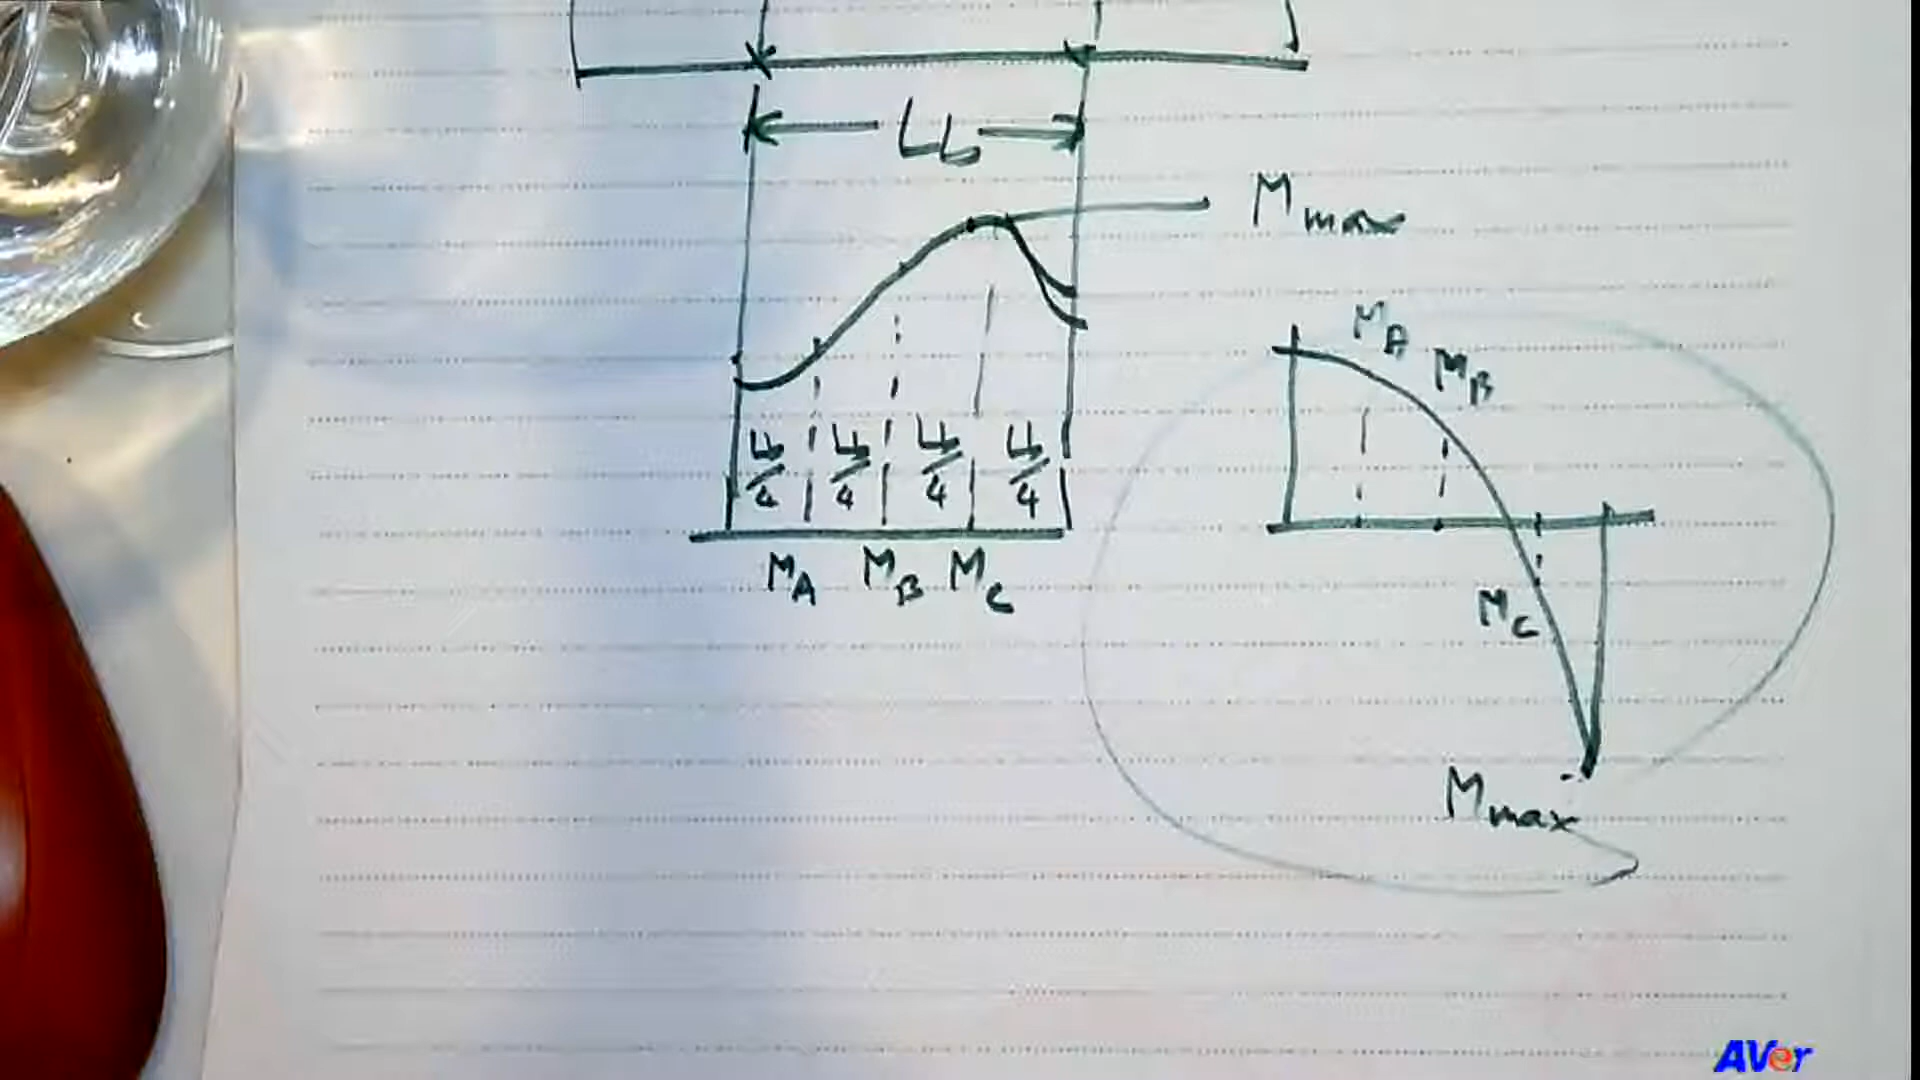 Lb
Mmax
MA
MB
Lb/4 Lb/4 Lb/4 Lb/4
MA MB MC
MC
Mmax
AVer